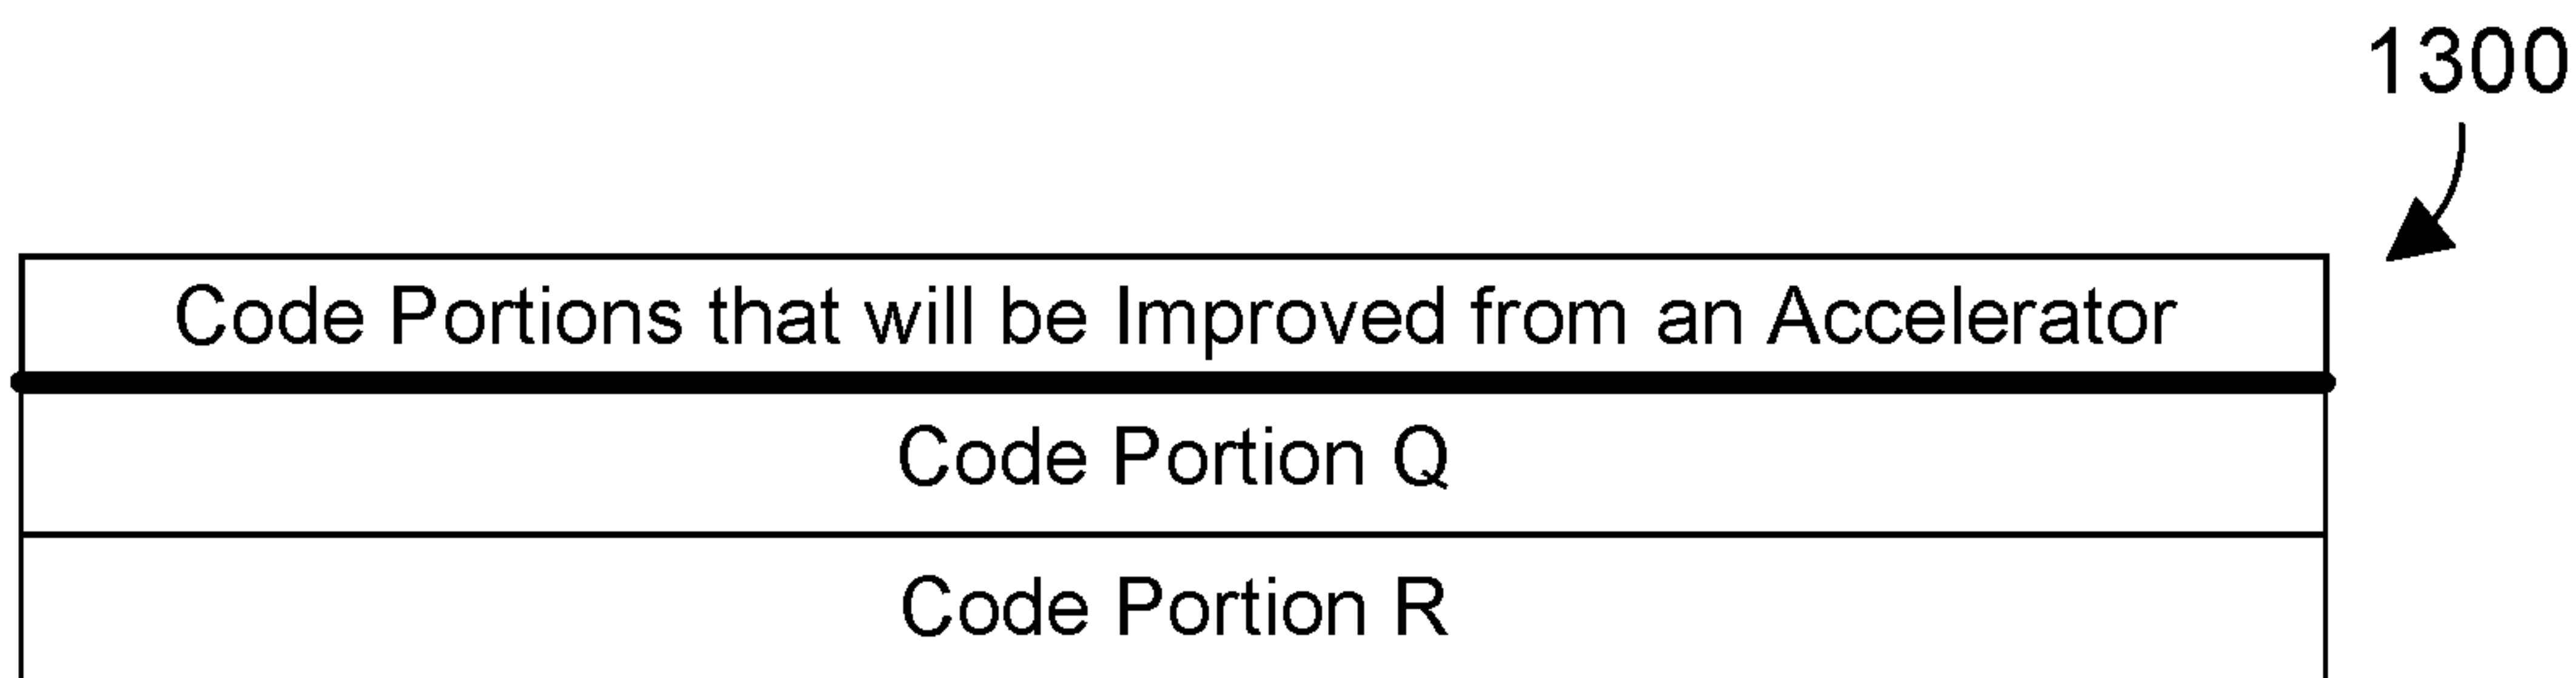 1300
Code Portions that will be Improved from an Accelerator
Code Portion Q
Code Portion R